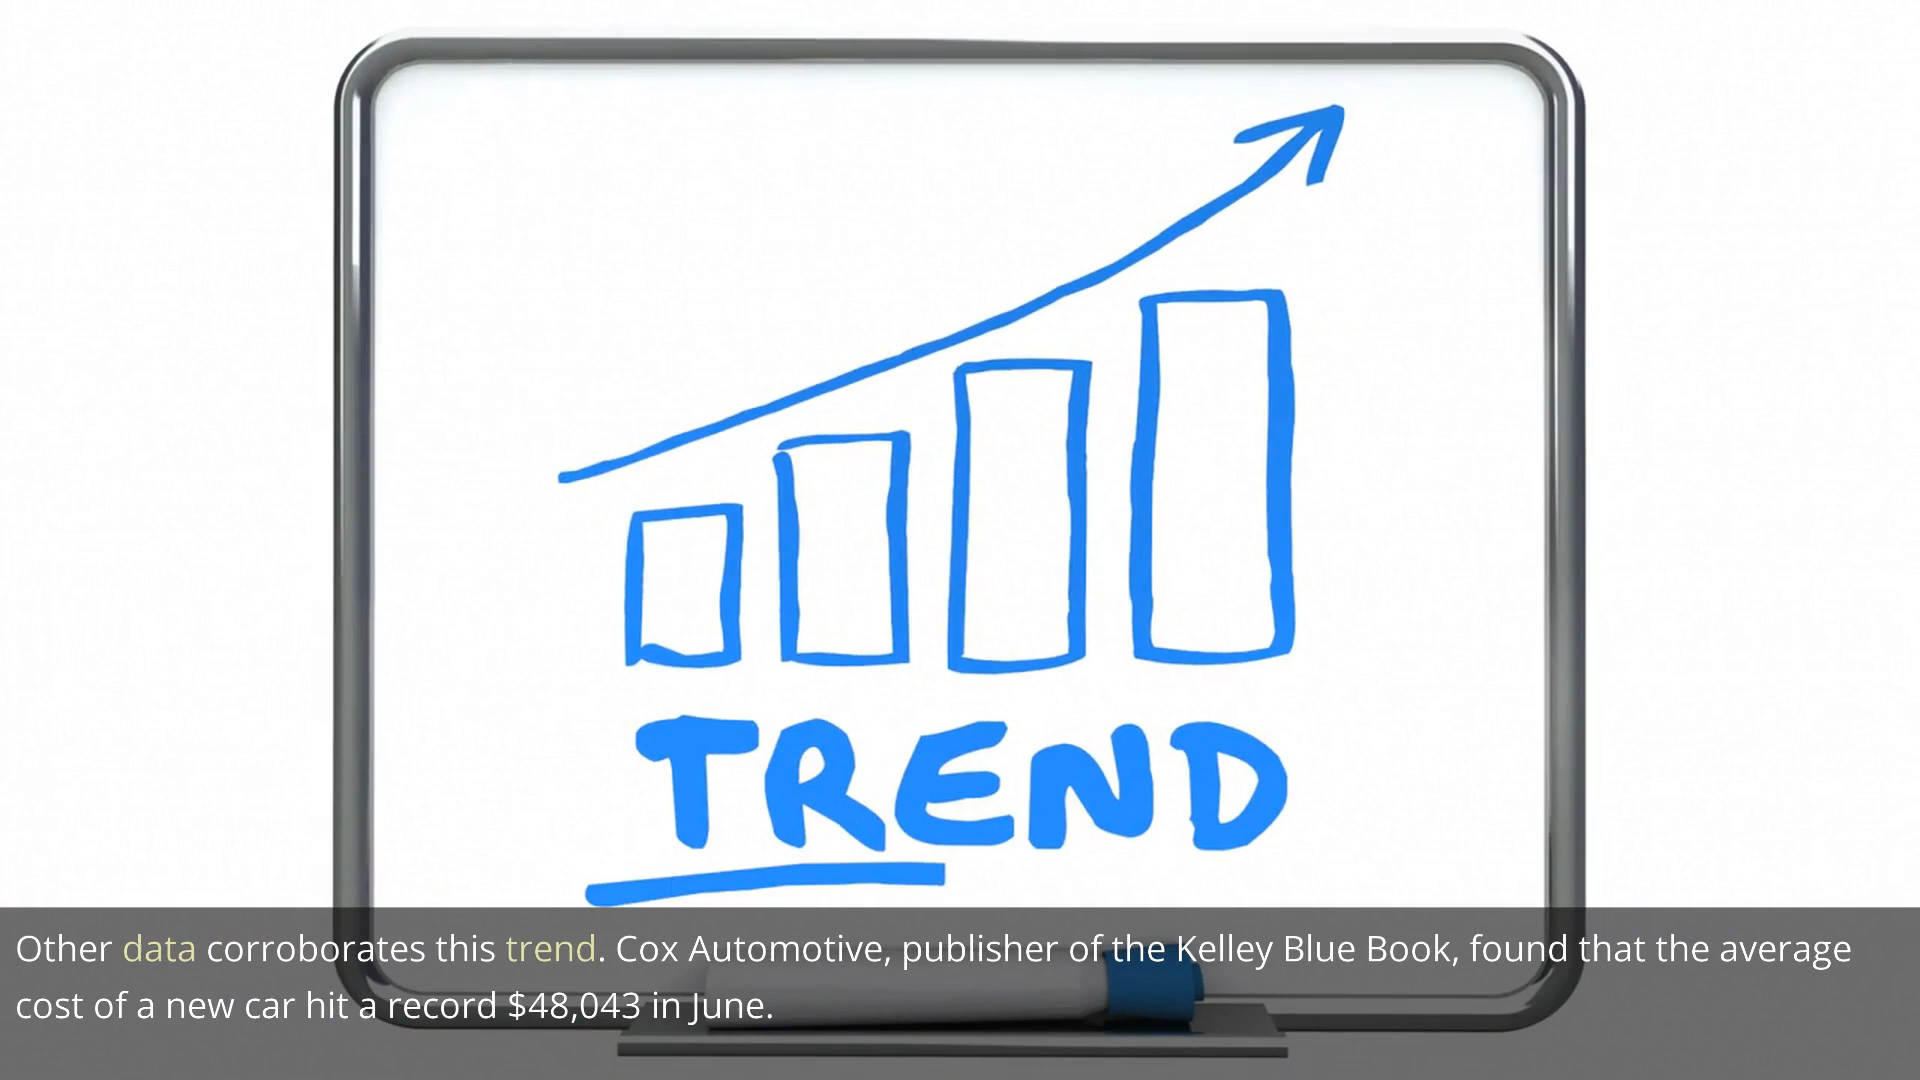 TREND
Other data corroborates this trend. Cox Automotive, publisher of the Kelley Blue Book, found that the average
cost of a new car hit a record $48,043 in June.